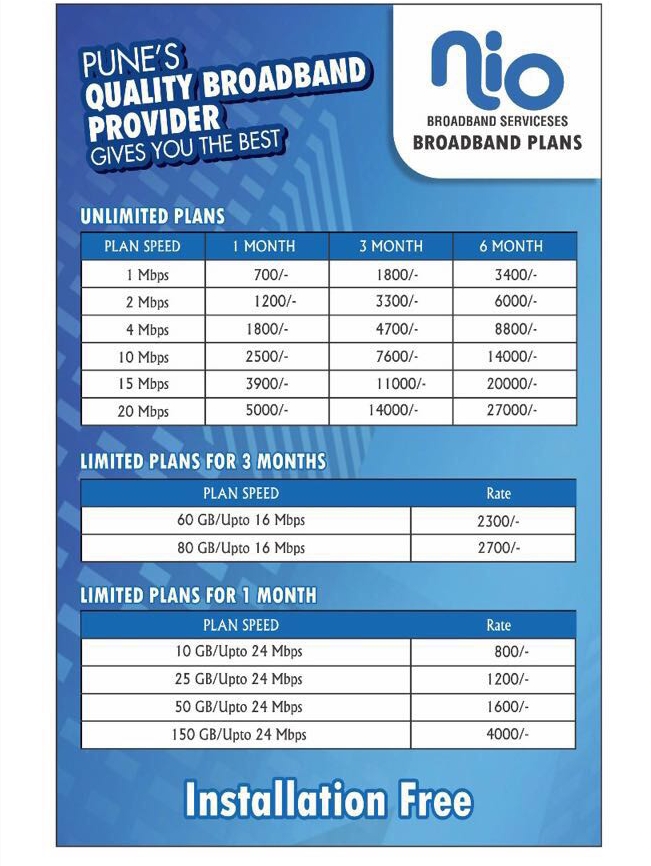 PUNE'S
QUALITY BROADBAND
PROVIDER
GIVES YOU THE BEST
nio
BROADBAND SERVICESES
BROADBAND PLANS
UNLIMITED PLANS
PLAN SPEED 1 MONTH 3 MONTH 6 MONTH
1 Mbps 700/- 1800/- 3400/-
2 Mbps 1200/- 3300/- 6000/-
4 Mbps 1800/- 4700/- 8800/-
10 Mbps 2500/- 7600/- 14000/-
15 Mbps 3900/- 11000/- 20000/-
20 Mbps 5000/- 14000/- 27000/-
LIMITED PLANS FOR 3 MONTHS
PLAN SPEED Rate
60 GB/Upto 16 Mbps 2300/-
80 GB/Upto 16 Mbps 2700/-
LIMITED PLANS FOR 1 MONTH
PLAN SPEED Rate
10 GB/Upto 24 Mbps 800/-
25 GB/Upto 24 Mbps 1200/-
50 GB/Upto 24 Mbps 1600/-
150 GB/Upto 24 Mbps 4000/-
Installation Free